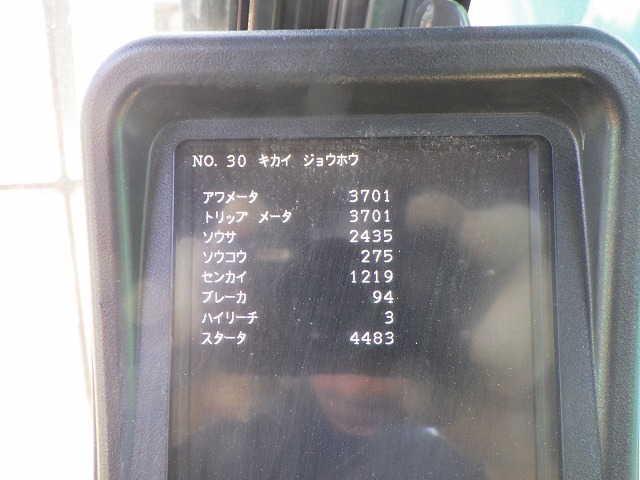 NO. 30 キカイ ジョウホウ
アワメータ 3701
トリップ メータ 3701
ソウサ 2435
ソウコウ 275
センカイ 1219
ブレーカ 94
ハイリーチ 3
スタータ 4483